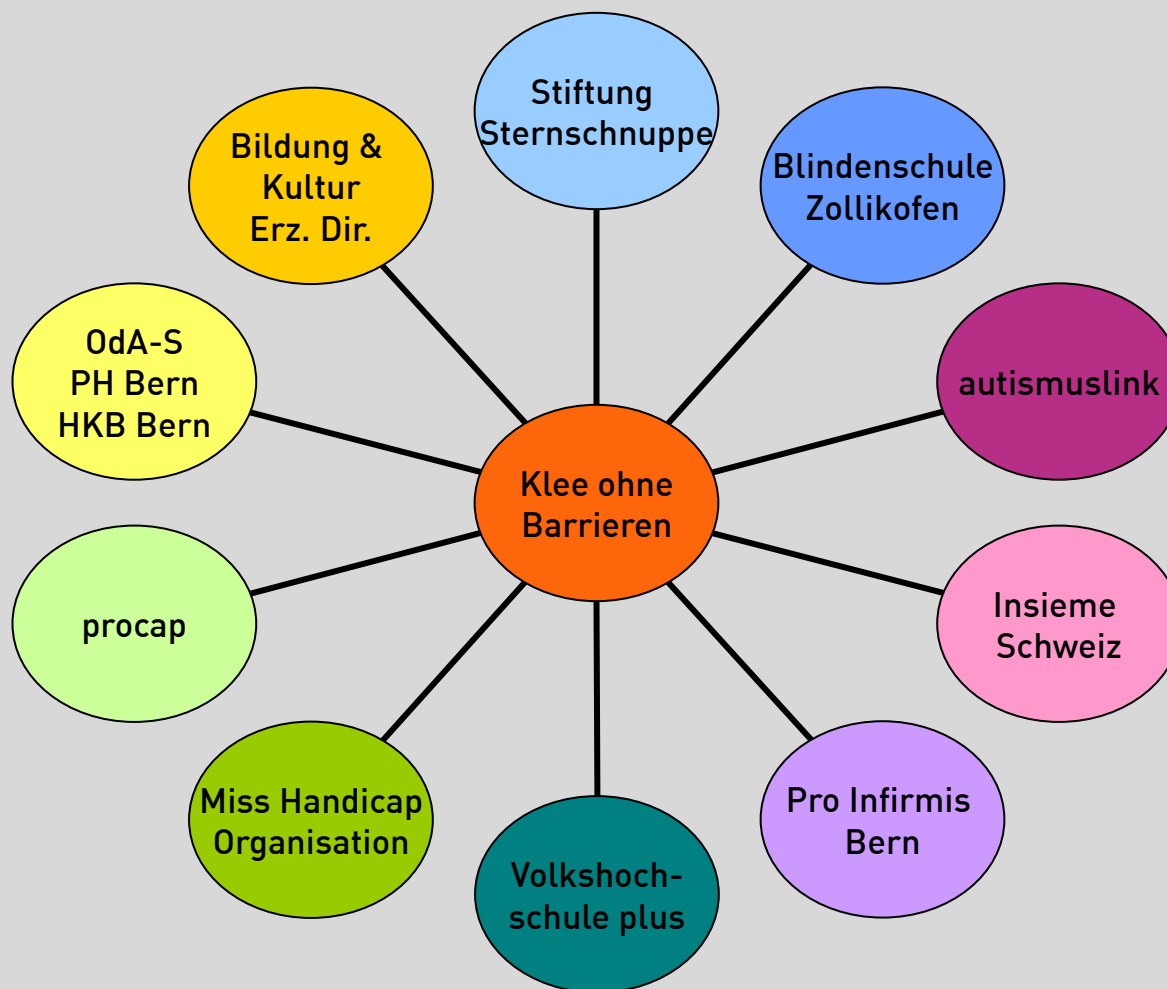 Stiftung
Sternschnuppe
Bildung &
Kultur
Erz. Dir.
Blindenschule
Zollikofen
OdA-S
PH Bern
HKB Bern
autismuslink
Klee ohne
Barrieren
procap
Insieme
Schweiz
Miss Handicap
Organisation
Pro Infirmis
Bern
Volkshoch-
schule plus